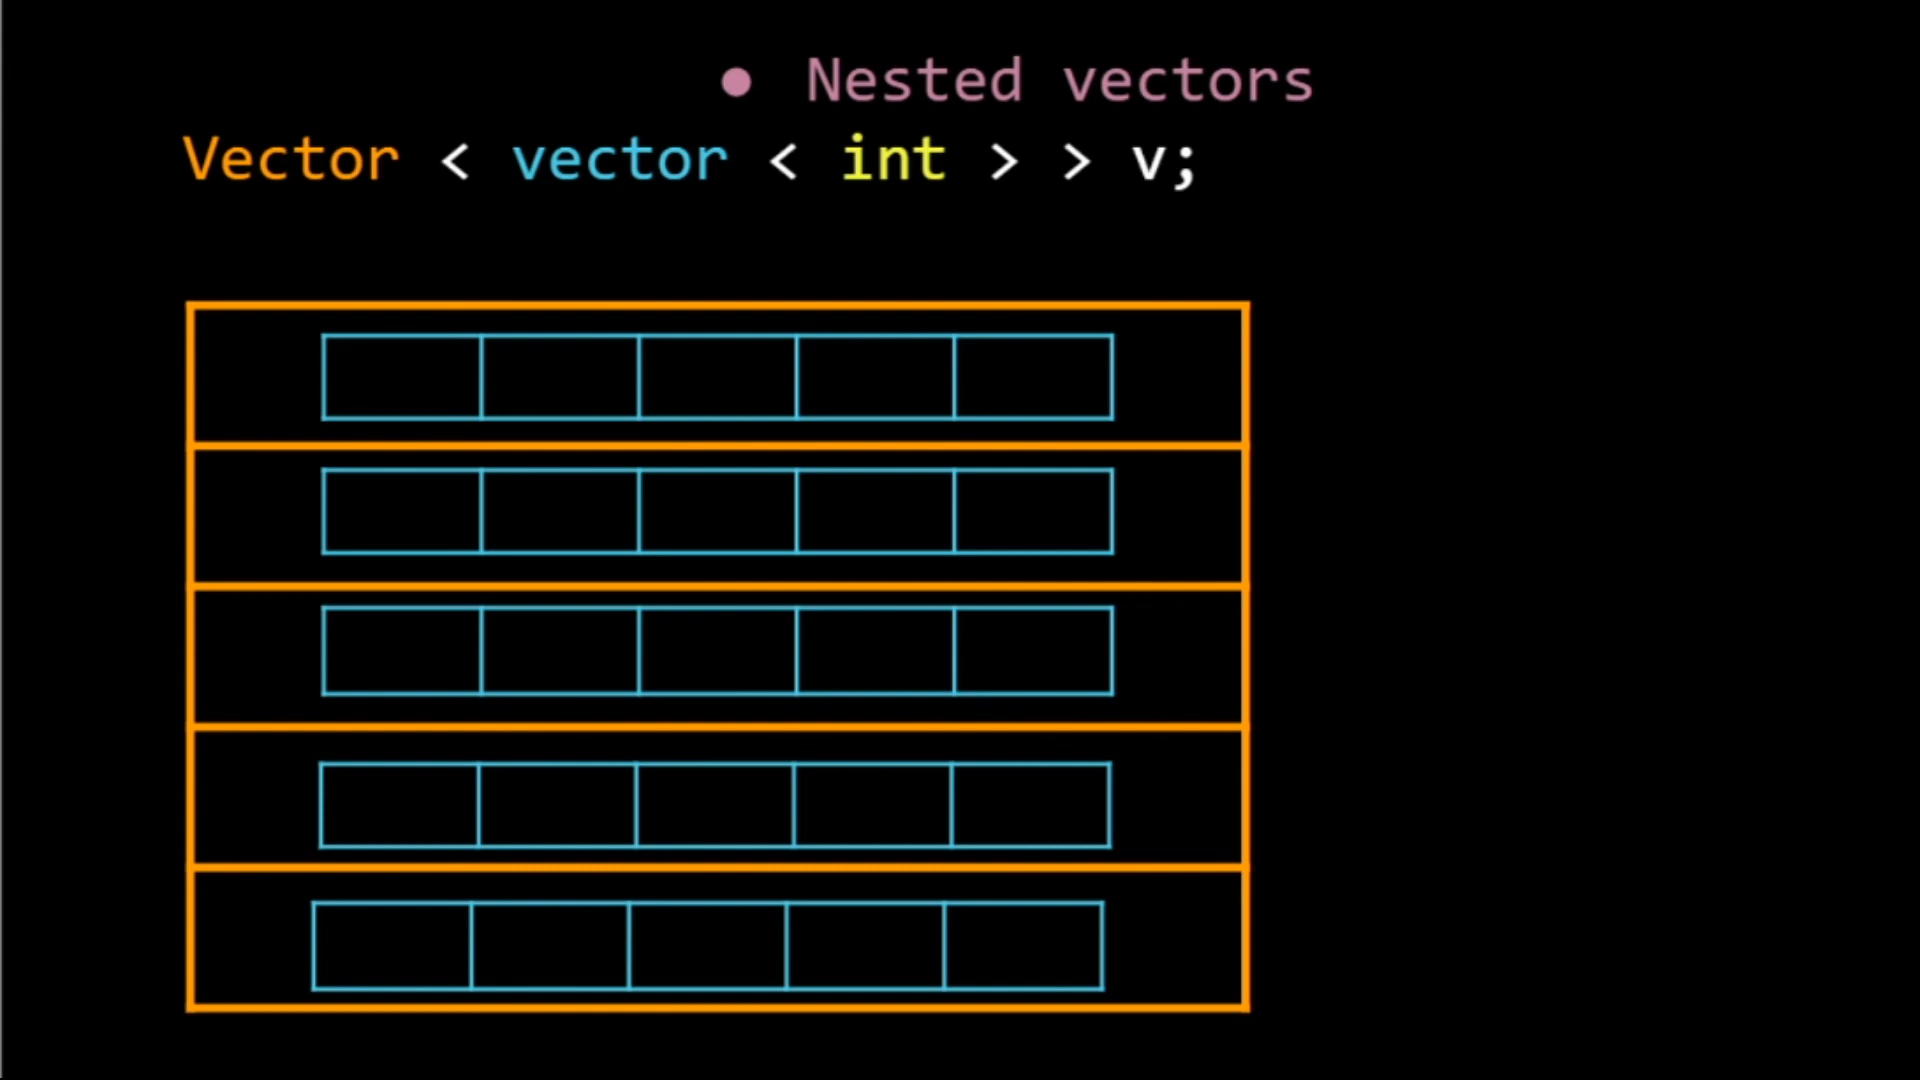 ● Nested vectors
Vector < vector < int > > v;